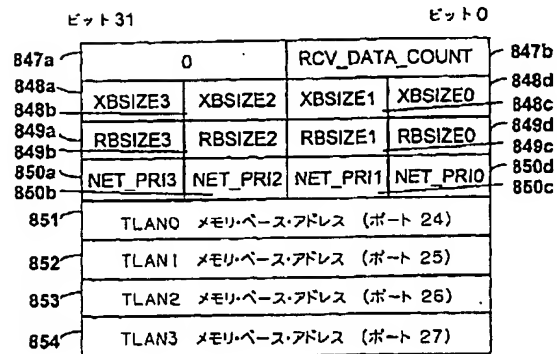 ビット31 ビット0
847a 0 RCV_DATA_COUNT 847b
848a XBSIZE3 XBSIZE2 XBSIZE1 XBSIZE0 848d
848b 848c
849a RBSIZE3 RBSIZE2 RBSIZE1 RBSIZE0 849d
849b 849c
850a NET_PRI3 NET_PRI2 NET_PRI1 NET_PRI0 850d
850b 850c
851 TLAN0 メモリ・ベース・アドレス (ポート 24)
852 TLAN1 メモリ・ベース・アドレス (ポート 25)
853 TLAN2 メモリ・ベース・アドレス (ポート 26)
854 TLAN3 メモリ・ベース・アドレス (ポート 27)